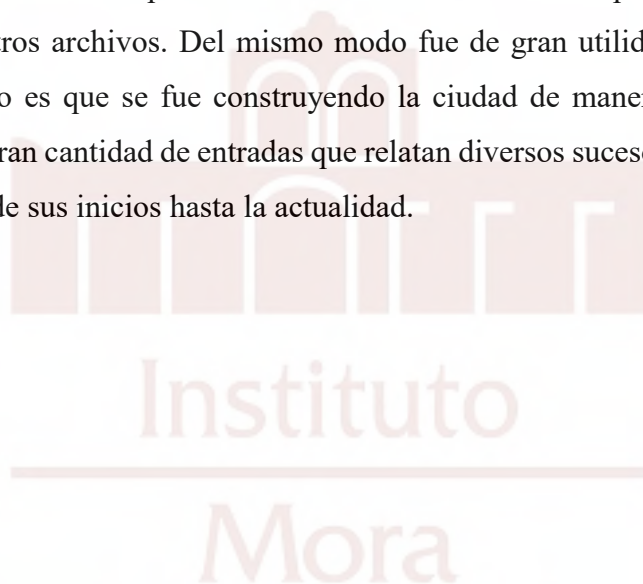 tros archivos. Del mismo modo fue de gran utilid
o es que se fue construyendo la ciudad de mane
ran cantidad de entradas que relatan diversos suces
de sus inicios hasta la actualidad.
Instituto
Mora